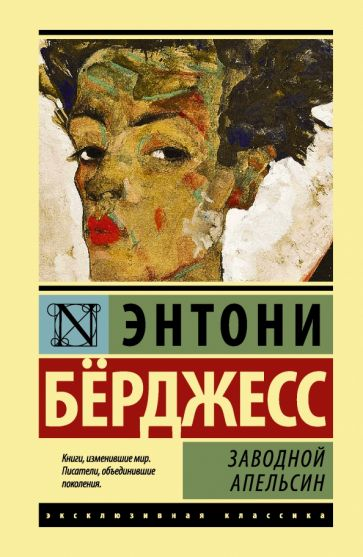 N
ЭНТОНИ
БЁРДЖЕСС
Книги, изменившие мир.
Писатели, объединившие
поколения.
ЗАВОДНОЙ
АПЕЛЬСИН
эксклюзивная классика